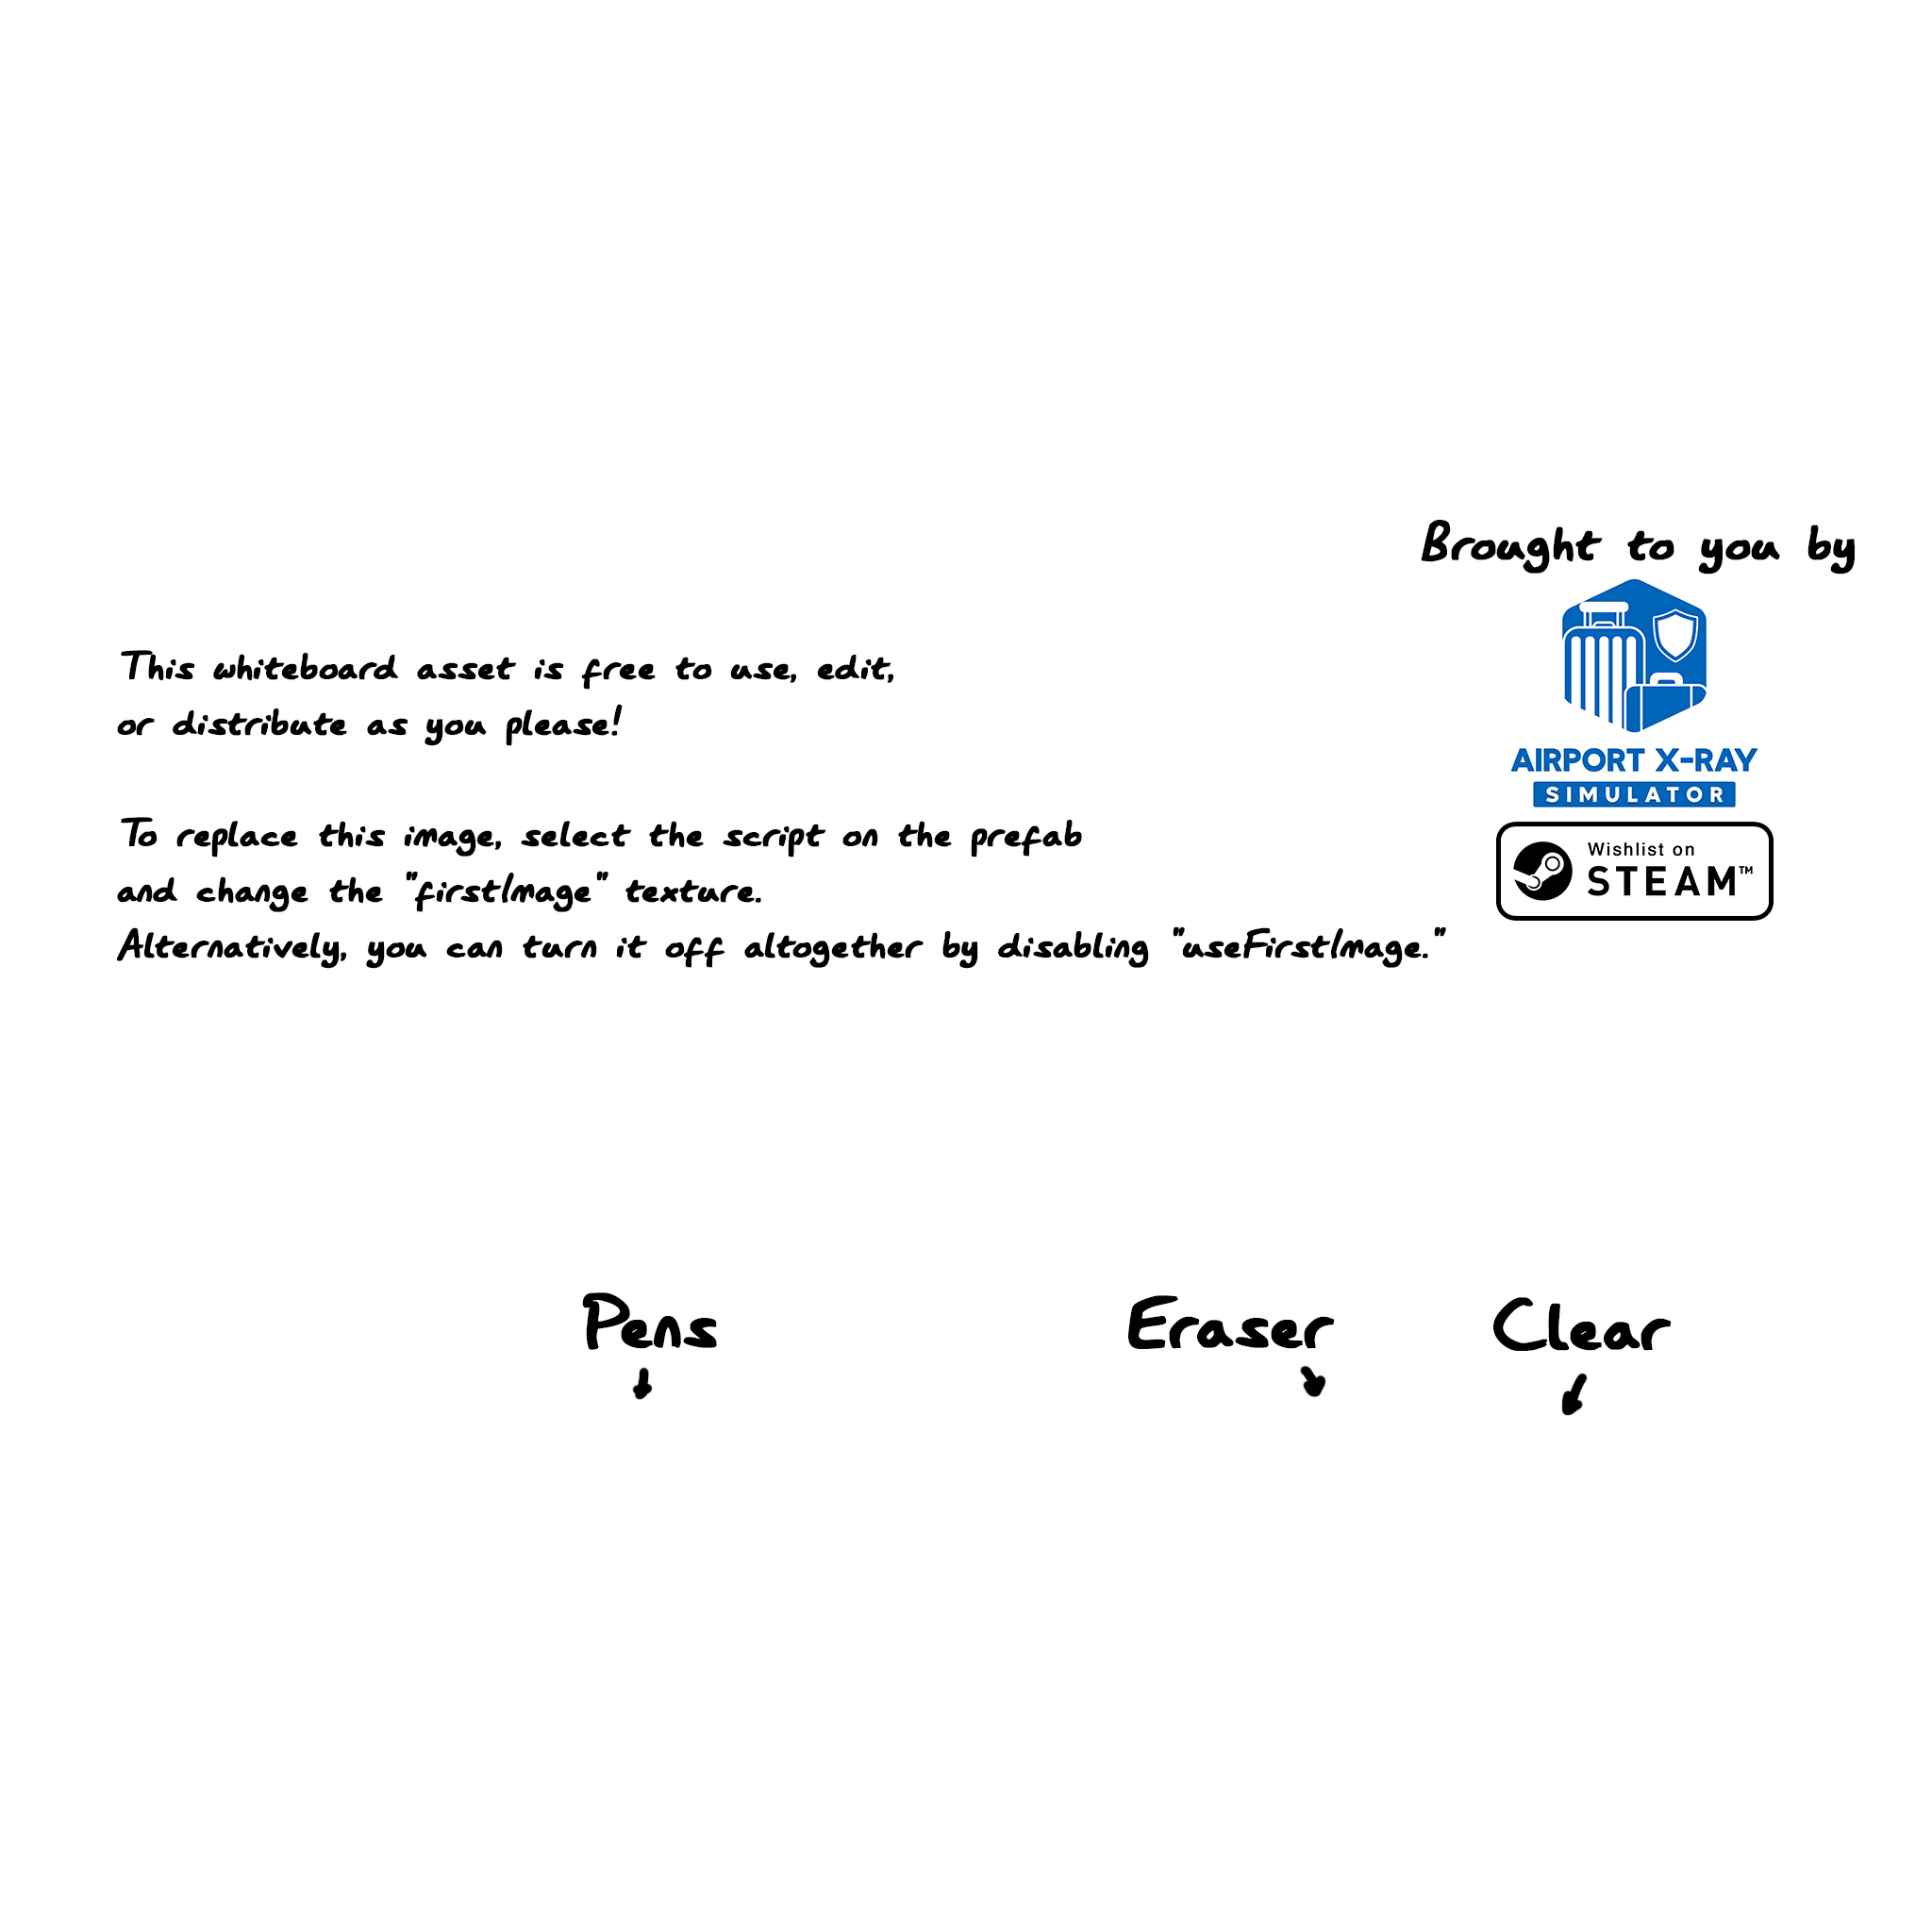 Brought to you by
AIRPORT X-RAY
SIMULATOR
Wishlist on
STEAM™
This whiteboard asset is free to use, edit,
or distribute as you please!
To replace this image, select the script on the prefab
and change the "firstImage" texture.
Alternatively, you can turn it off altogether by disabling "useFirstImage."
Pens
Eraser
Clear